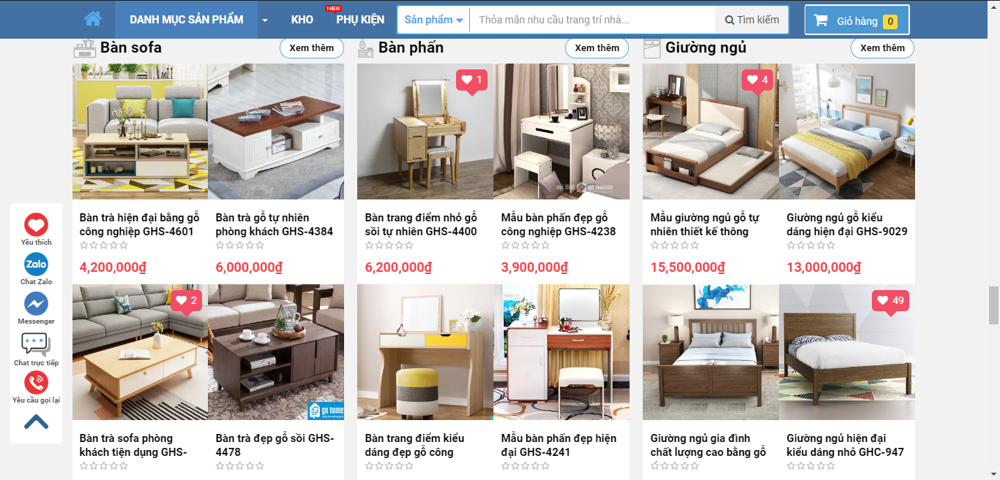 DANH MỤC SẢN PHẨM
KHO
NEW
PHỤ KIỆN
Sản phẩm
Thỏa mãn nhu cầu trang trí nhà...
Tìm kiếm
Giỏ hàng 0
Bàn sofa
Xem thêm
Bàn phấn
Xem thêm
Giường ngủ
Xem thêm
1
4
nội thất go home
Bàn trà hiện đại bằng gỗ
công nghiệp GHS-4601
4,200,000₫
Bàn trà gỗ tự nhiên
phòng khách GHS-4384
6,000,000₫
Bàn trang điểm nhỏ gỗ
sồi tự nhiên GHS-4400
6,200,000₫
Mẫu bàn phấn đẹp gỗ
công nghiệp GHS-4238
3,900,000₫
Mẫu giường ngủ gỗ tự
nhiên thiết kế thông
15,500,000₫
Giường ngủ gỗ kiểu
dáng hiện đại GHS-9029
13,000,000₫
Yêu thích
Zalo
Chat Zalo
Messenger
Chat trực tiếp
Yêu cầu gọi lại
2
49
go home
Bàn trà sofa phòng
khách tiện dụng GHS-
Bàn trà đẹp gỗ sồi GHS-
4478
Bàn trang điểm kiểu
dáng đẹp gỗ công
Mẫu bàn phấn đẹp hiện
đại GHS-4241
Giường ngủ gia đình
chất lượng cao bằng gỗ
Giường ngủ hiện đại
kiểu dáng nhỏ GHC-947